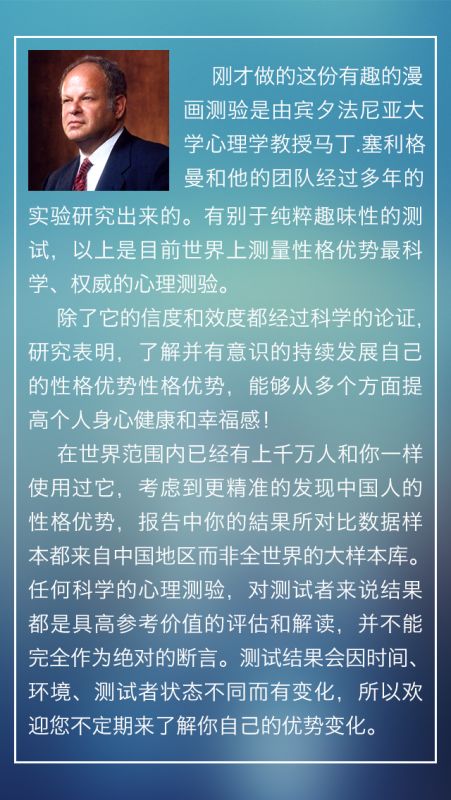 刚才做的这份有趣的漫
画测验是由宾夕法尼亚大
学心理学教授马丁.塞利格
曼和他的团队经过多年的
实验研究出来的。有别于纯粹趣味性的测
试，以上是目前世界上测量性格优势最科
学、权威的心理测验。
除了它的信度和效度都经过科学的论证,
研究表明，了解并有意识的持续发展自己
的性格优势性格优势，能够从多个方面提
高个人身心健康和幸福感！
在世界范围内已经有上千万人和你一样
使用过它，考虑到更精准的发现中国人的
性格优势，报告中你的結果所对比数据样
本都来自中国地区而非全世界的大样本库。
任何科学的心理测验，对测试者来说结果
都是具高参考价值的评估和解读，并不能
完全作为绝对的断言。测试结果会因时间、
环境、测试者状态不同而有变化，所以欢
迎您不定期来了解你自己的优势变化。